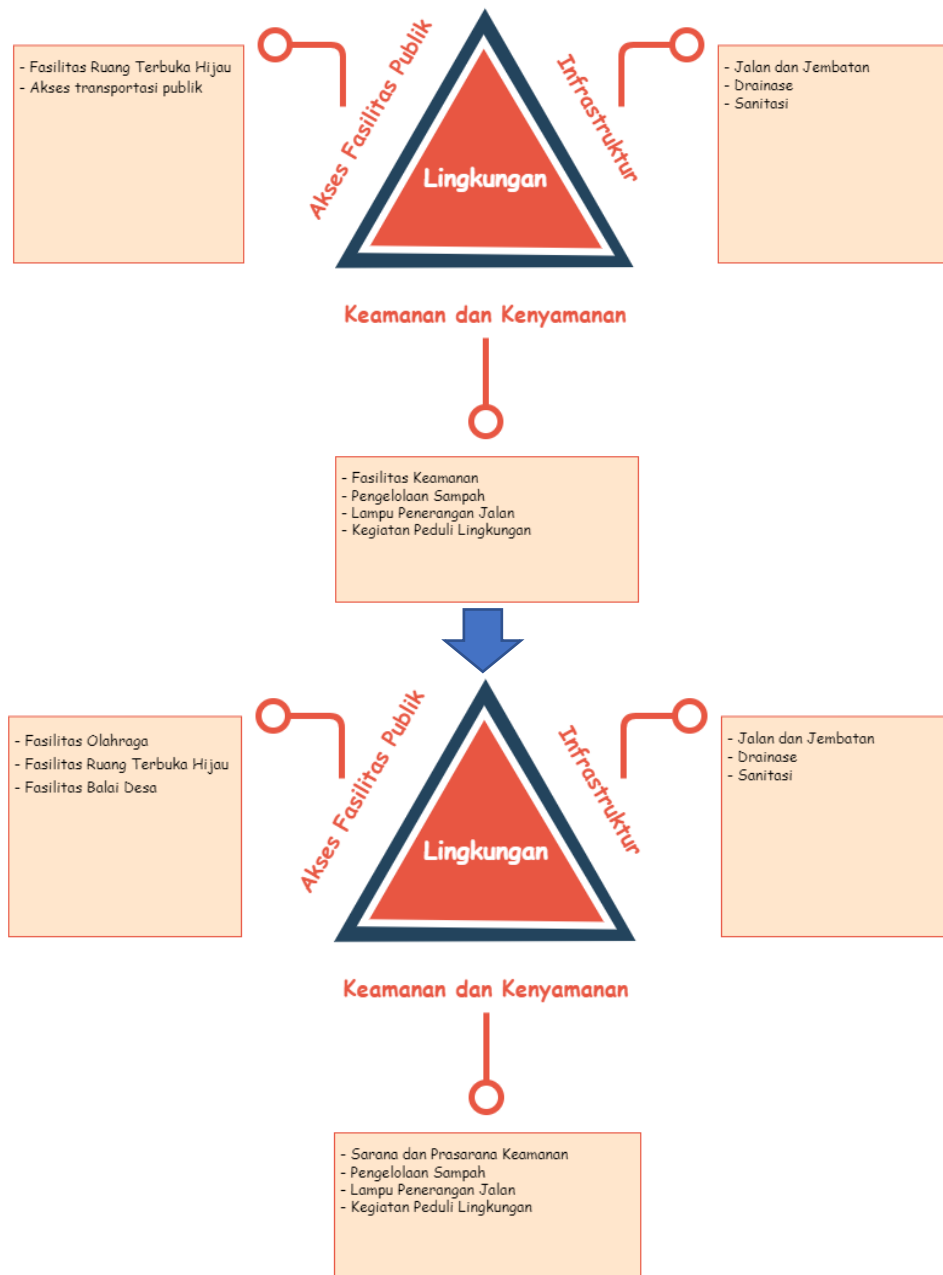 Akses Fasilitas Publik
- Fasilitas Ruang Terbuka Hijau
- Akses transportasi publik
Lingkungan
Infrastruktur
- Jalan dan Jembatan
- Drainase
- Sanitasi
Keamanan dan Kenyamanan
- Fasilitas Keamanan
- Pengelolaan Sampah
- Lampu Penerangan Jalan
- Kegiatan Peduli Lingkungan
Akses Fasilitas Publik
- Fasilitas Olahraga
- Fasilitas Ruang Terbuka Hijau
- Fasilitas Balai Desa
Lingkungan
Infrastruktur
- Jalan dan Jembatan
- Drainase
- Sanitasi
Keamanan dan Kenyamanan
- Sarana dan Prasarana Keamanan
- Pengelolaan Sampah
- Lampu Penerangan Jalan
- Kegiatan Peduli Lingkungan